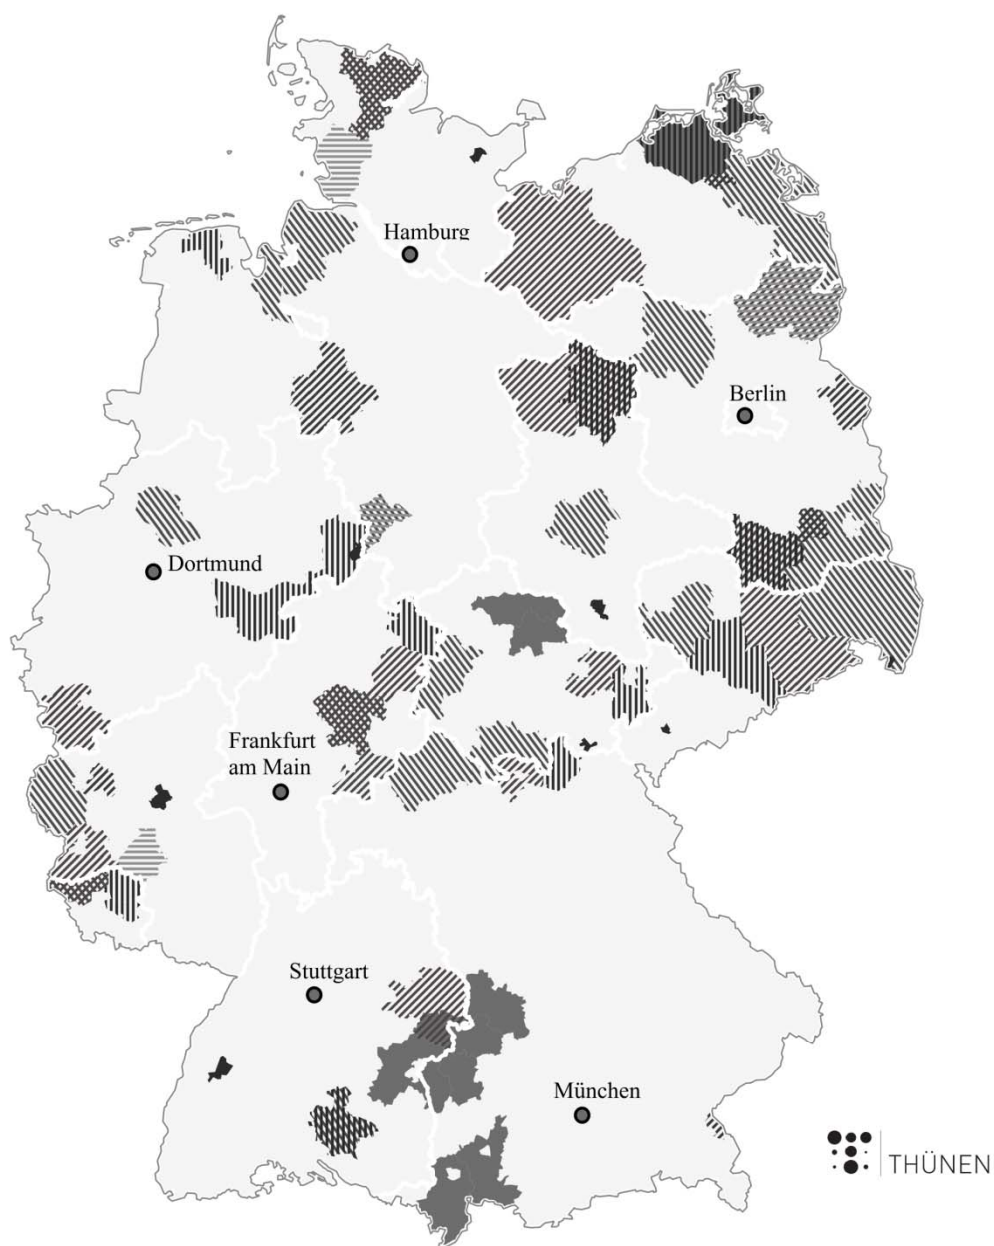 Hamburg
Berlin
Dortmund
Frankfurt
am Main
Stuttgart
München
THÜNEN